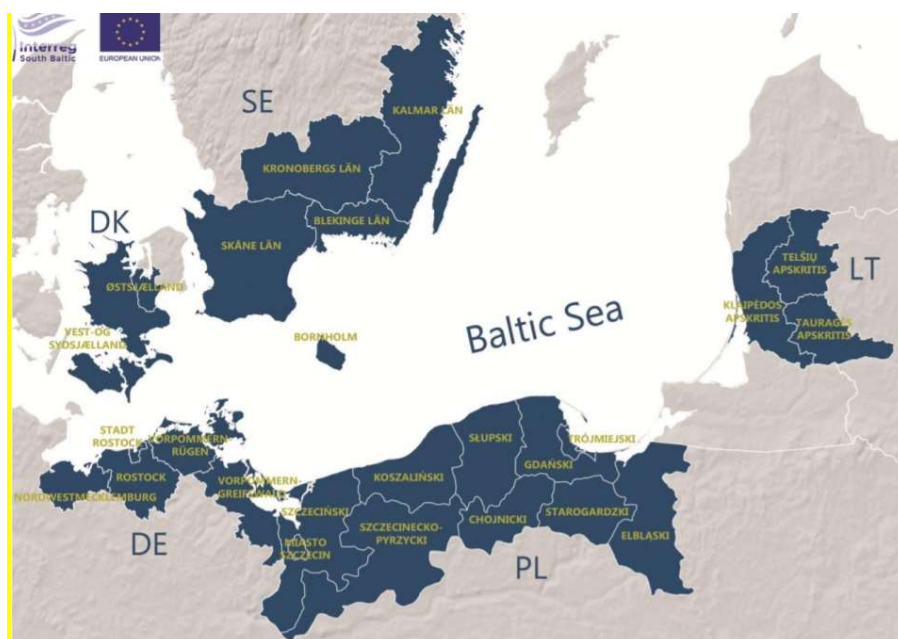 Interreg
South Baltic
EUROPEAN UNION
SE
KALMAR LÄN
KRONOBERGS LÄN
BLEKINGE LÄN
SKÅNE LÄN
DK
ØSTSJÆLLAND
VEST-OG
SYDSJÆLLAND
BORNHOLM
Baltic Sea
TELŠIŲ
APSKRITIS
LT
KLAIPĖDOS
APSKRITIS
TAURAGĖS
APSKRITIS
STADT
ROSTOCK
VORPOMMERN-
RÜGEN
ROSTOCK
NORDWESTMECKLEMBURG
VORPOMMERN-
GREIFSWALD
DE
SZCZECIŃSKI
MIASTO
SZCZECIN
KOSZALIŃSKI
SZCZECINECKO-
PYRZYCKI
SŁUPSKI
CHOJNICKI
TRÓJMIEJSKI
GDAŃSKI
STAROGARDZKI
ELBLĄSKI
PL